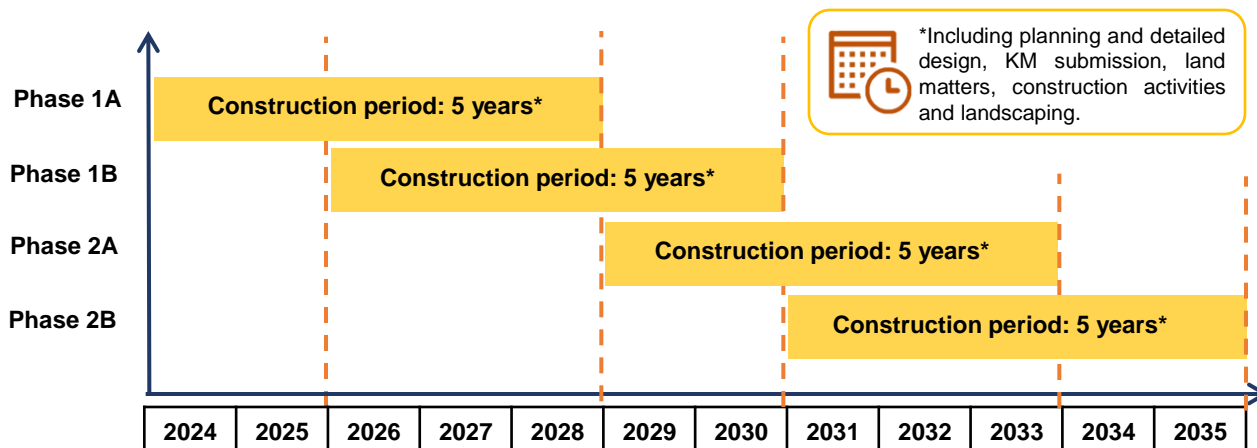 *Including planning and detailed
design, KM submission, land
matters, construction activities
and landscaping.
Phase 1A
Construction period: 5 years*
Phase 1B
Construction period: 5 years*
Phase 2A
Construction period: 5 years*
Phase 2B
Construction period: 5 years*
2024 2025 2026 2027 2028 2029 2030 2031 2032 2033 2034 2035